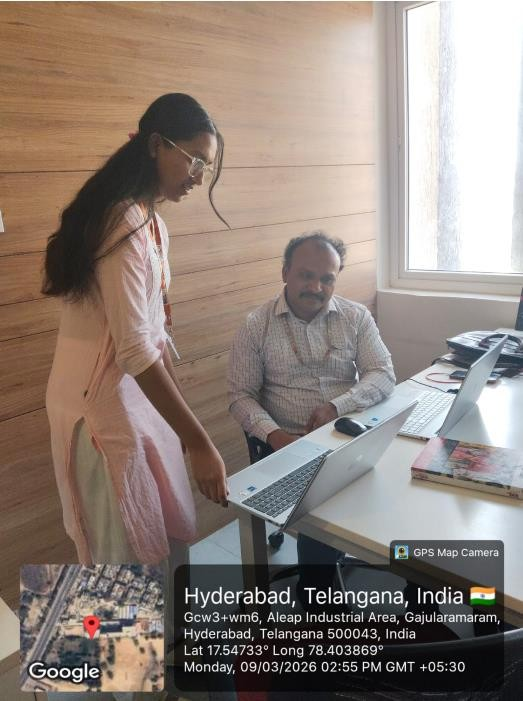 GPS Map Camera
Hyderabad, Telangana, India 🇮🇳
Gcw3+wm6, Aleap Industrial Area, Gajularamaram,
Hyderabad, Telangana 500043, India
Lat 17.54733° Long 78.403869°
Monday, 09/03/2026 02:55 PM GMT +05:30
Google